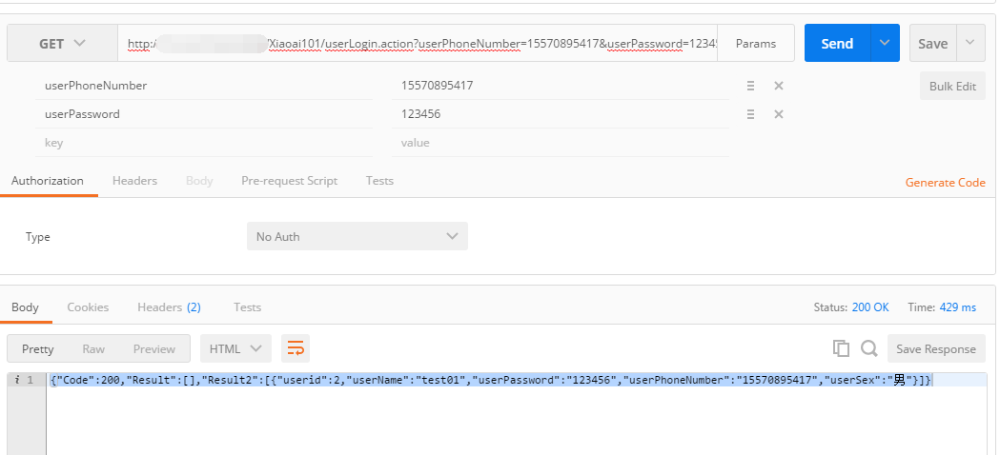 GET http:/ /Xiaoai101/userLogin.action?userPhoneNumber=15570895417&userPassword=1234 Params Send Save
userPhoneNumber 15570895417 Bulk Edit
userPassword 123456
key value
Authorization Headers Body Pre-request Script Tests Generate Code
Type No Auth
Body Cookies Headers (2) Tests Status: 200 OK Time: 429 ms
Pretty Raw Preview HTML Save Response
i 1 {"Code":200,"Result":[],"Result2":[{"userid":2,"userName":"test01","userPassword":"123456","userPhoneNumber":"15570895417","userSex":"男"}]}